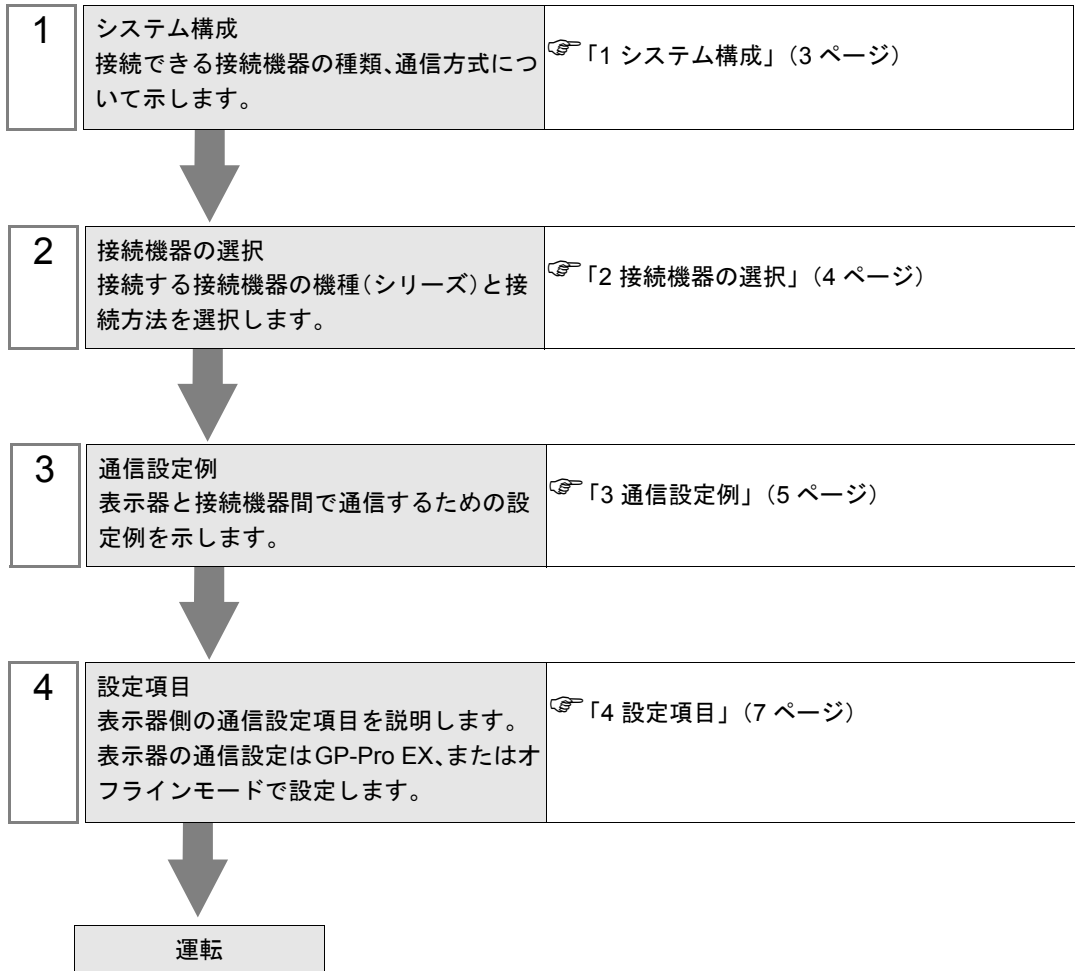 1
システム構成
接続できる接続機器の種類、通信方式につ
いて示します。
☞「1 システム構成」（3 ページ）
2
接続機器の選択
接続する接続機器の機種（シリーズ）と接
続方法を選択します。
☞「2 接続機器の選択」（4 ページ）
3
通信設定例
表示器と接続機器間で通信するための設
定例を示します。
☞「3 通信設定例」（5 ページ）
4
設定項目
表示器側の通信設定項目を説明します。
表示器の通信設定はGP-Pro EX、またはオ
フラインモードで設定します。
☞「4 設定項目」（7 ページ）
運転